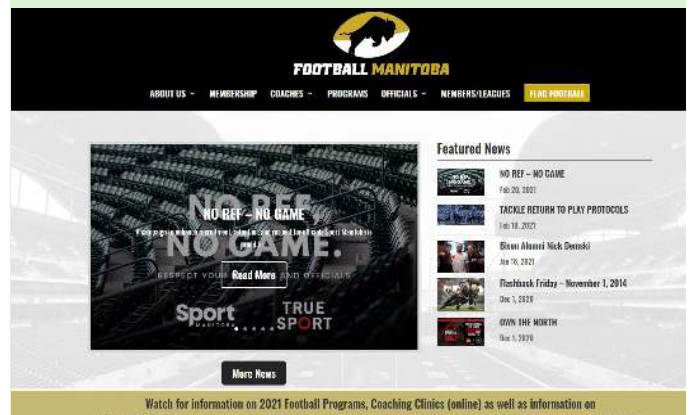 FOOTBALL MANITOBA
ABOUT US
MEMBERSHIP
COACHES
PROGRAMS
OFFICIALS
MEMBERS/LEAGUES
FLAG FOOTBALL
Featured News
NO REF – NO GAME
Feb 20, 2021
TACKLE RETURN TO PLAY PROTOCOLS
Feb 18, 2021
Bison Alumni Nick Demski
Jan 18, 2021
Flashback Friday – November 1, 2014
Dec 1, 2020
OWN THE NORTH
Dec 1, 2020
NO REF,
NO REF – NO GAME
NO GAME.
RESPECT YOUR AND OFFICIALS
Read More
Sport
MANITOBA
TRUE
SPORT
More News
Watch for information on 2021 Football Programs, Coaching Clinics (online) as well as information on